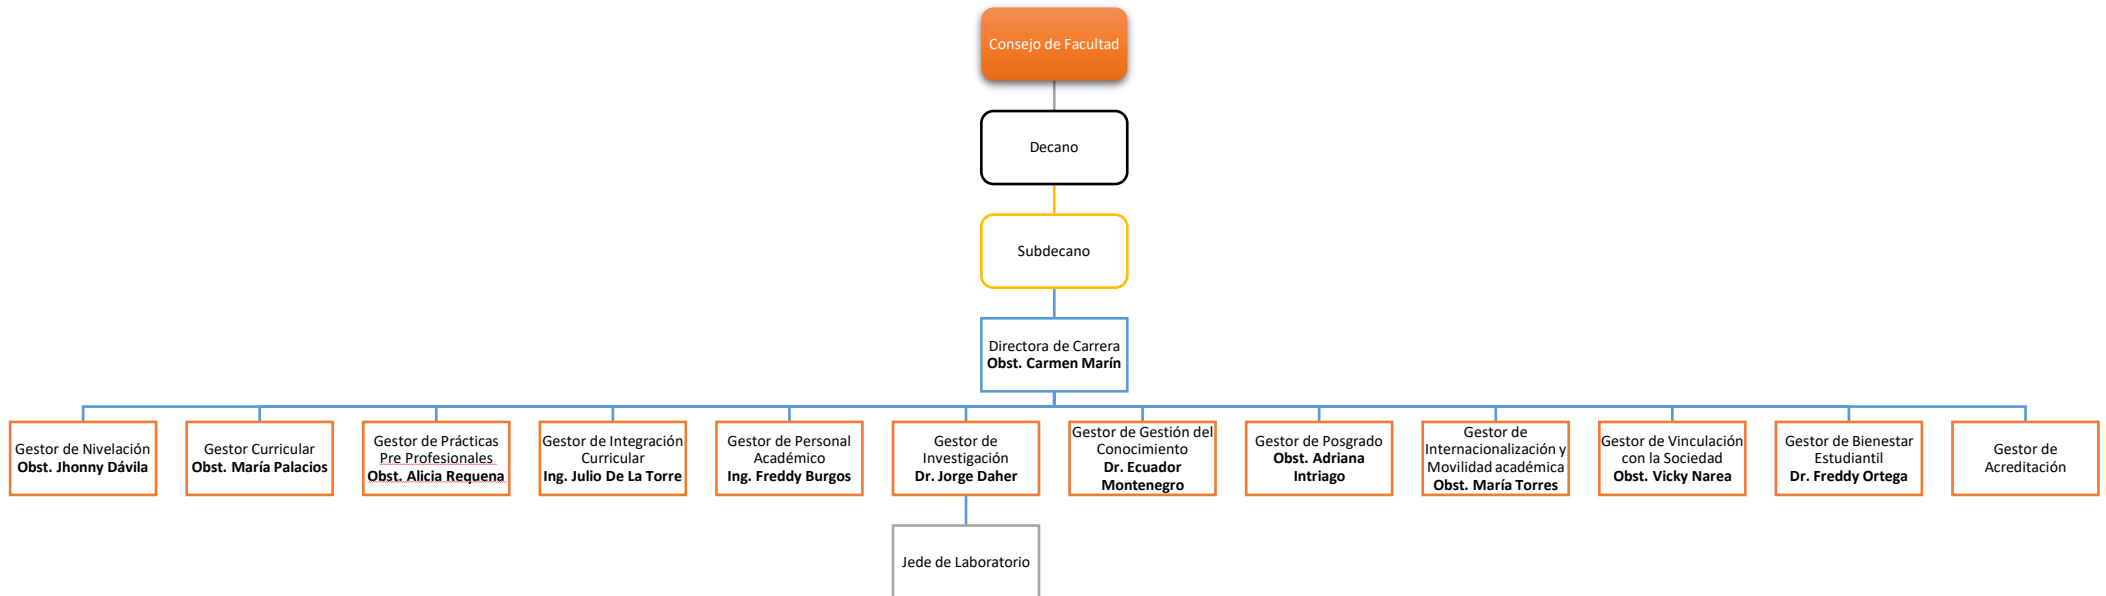 Consejo de Facultad
Decano
Subdecano
Directora de Carrera
Obst. Carmen Marín
Gestor de Nivelación
Obst. Jhonny Dávila
Gestor Curricular
Obst. María Palacios
Gestor de Prácticas
Pre Profesionales
Obst. Alicia Requena
Gestor de Integración
Curricular
Ing. Julio De La Torre
Gestor de Personal
Académico
Ing. Freddy Burgos
Gestor de
Investigación
Dr. Jorge Daher
Gestor de Gestión del
Conocimiento
Dr. Ecuador
Montenegro
Gestor de Posgrado
Obst. Adriana
Intriago
Gestor de
Internacionalización y
Movilidad académica
Obst. María Torres
Gestor de Vinculación
con la Sociedad
Obst. Vicky Narea
Gestor de Bienestar
Estudiantil
Dr. Freddy Ortega
Gestor de
Acreditación
Jede de Laboratorio